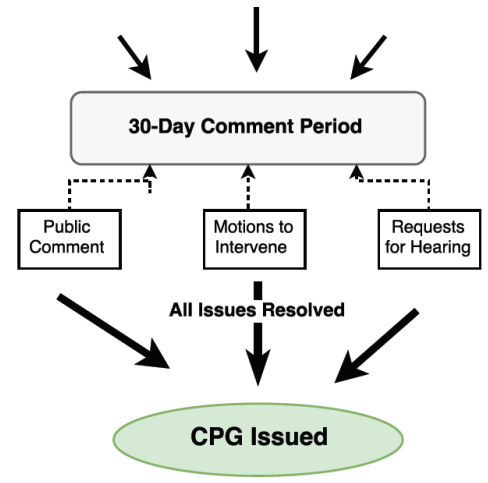 30-Day Comment Period
Public
Comment
Motions to
Intervene
Requests
for Hearing
All Issues Resolved
CPG Issued